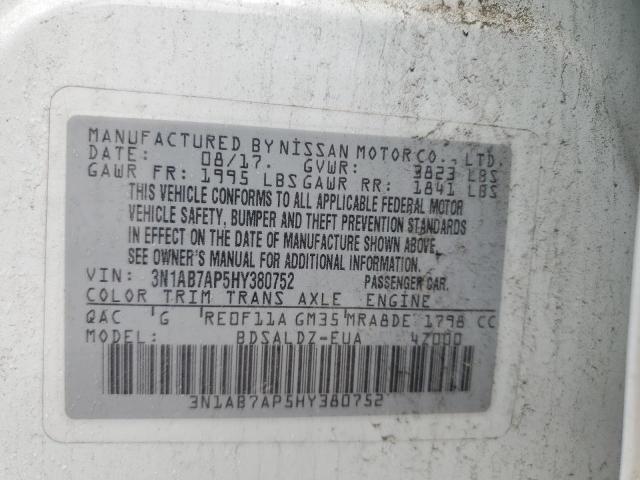 MANUFACTURED BY NISSAN MOTOR CO., LTD.
DATE: 08/17. GVWR: 3823 LBS
GAWR FR: 1995 LBS GAWR RR: 1841 LBS
THIS VEHICLE CONFORMS TO ALL APPLICABLE FEDERAL MOTOR
VEHICLE SAFETY, BUMPER AND THEFT PREVENTION STANDARDS
IN EFFECT ON THE DATE OF MANUFACTURE SHOWN ABOVE.
SEE OWNER'S MANUAL FOR ADDITIONAL INFORMATION.
VIN: 3N1AB7AP5HY380752 PASSENGER CAR.
COLOR TRIM TRANS AXLE ENGINE
QAC G RE0F11A GM35 MRA8DE 1798 CC
MODEL: BDSALDZ-EUA 47000
3N1AB7AP5HY380752